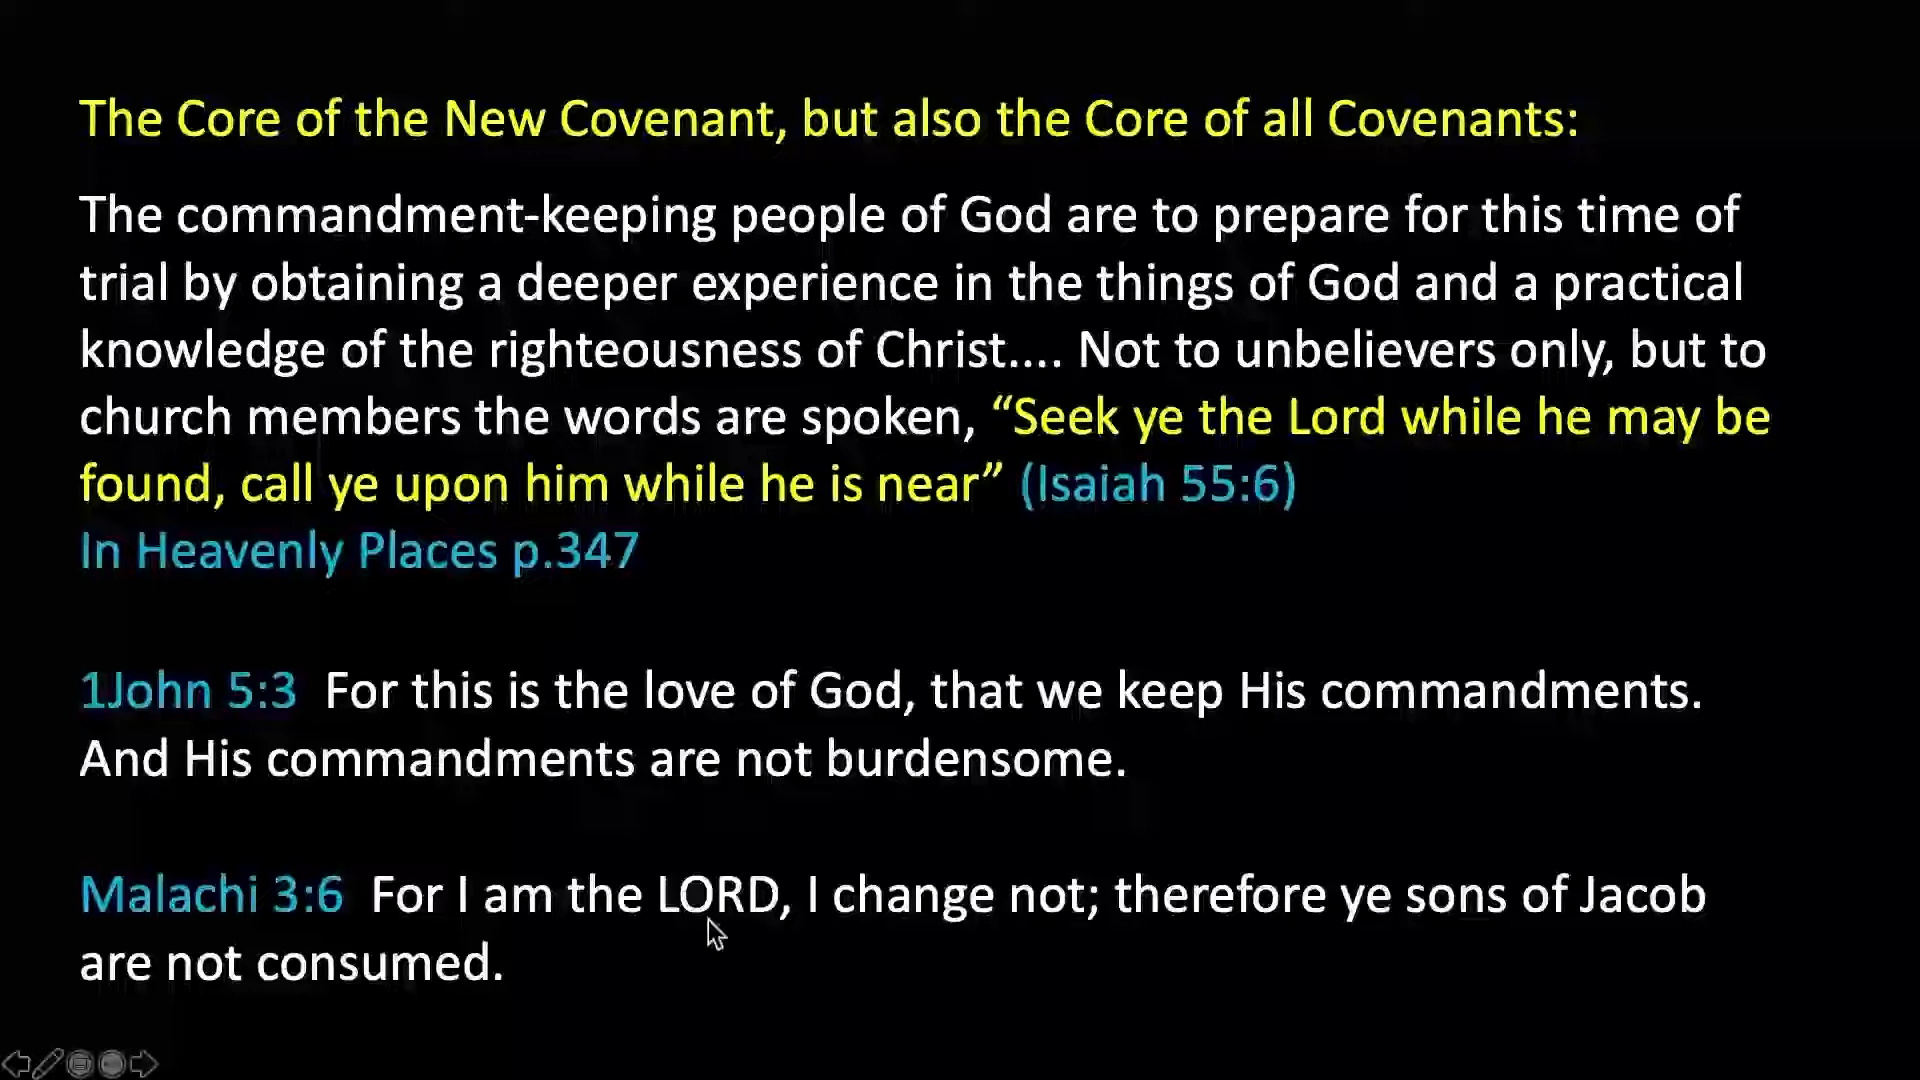 The Core of the New Covenant, but also the Core of all Covenants:
The commandment-keeping people of God are to prepare for this time of
trial by obtaining a deeper experience in the things of God and a practical
knowledge of the righteousness of Christ.... Not to unbelievers only, but to
church members the words are spoken, “Seek ye the Lord while he may be
found, call ye upon him while he is near” (Isaiah 55:6)
In Heavenly Places p.347
1John 5:3  For this is the love of God, that we keep His commandments.
And His commandments are not burdensome.
Malachi 3:6  For I am the LORD, I change not; therefore ye sons of Jacob
are not consumed.